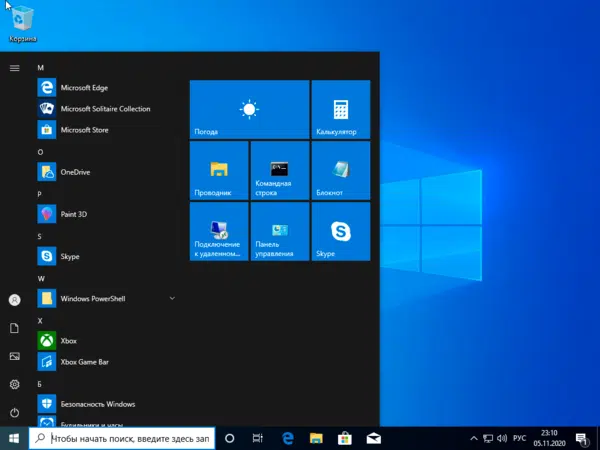 Корзина
M
Microsoft Edge
Microsoft Solitaire Collection
Microsoft Store
O
OneDrive
P
Paint 3D
S
Skype
W
Windows PowerShell
X
Xbox
Xbox Game Bar
Б
Безопасность Windows
Будильники и часы
Погода
Калькулятор
Проводник
Командная
строка
Блокнот
Подключение
к удаленном...
Панель
управления
Skype
Чтобы начать поиск, введите здесь зап
РУС
23:10
05.11.2020
1